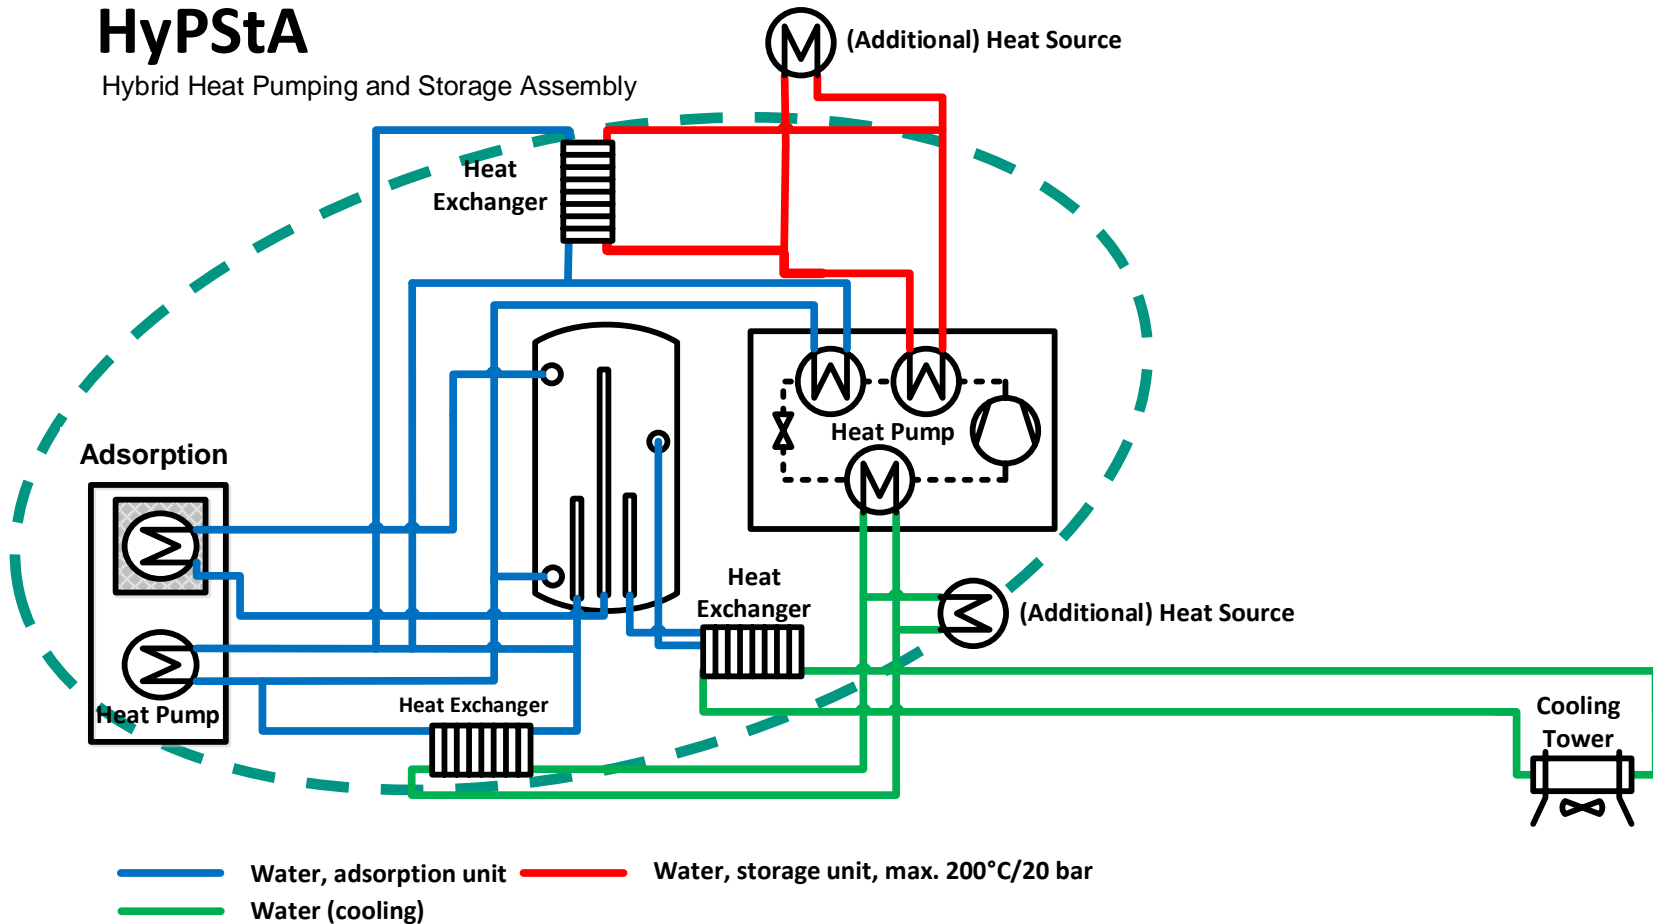 HyPStA
Hybrid Heat Pumping and Storage Assembly
(Additional) Heat Source
Heat
Exchanger
Heat Pump
Adsorption
Heat Pump
Heat
Exchanger
(Additional) Heat Source
Heat Exchanger
Cooling
Tower
Water, adsorption unit
Water, storage unit, max. 200°C/20 bar
Water (cooling)